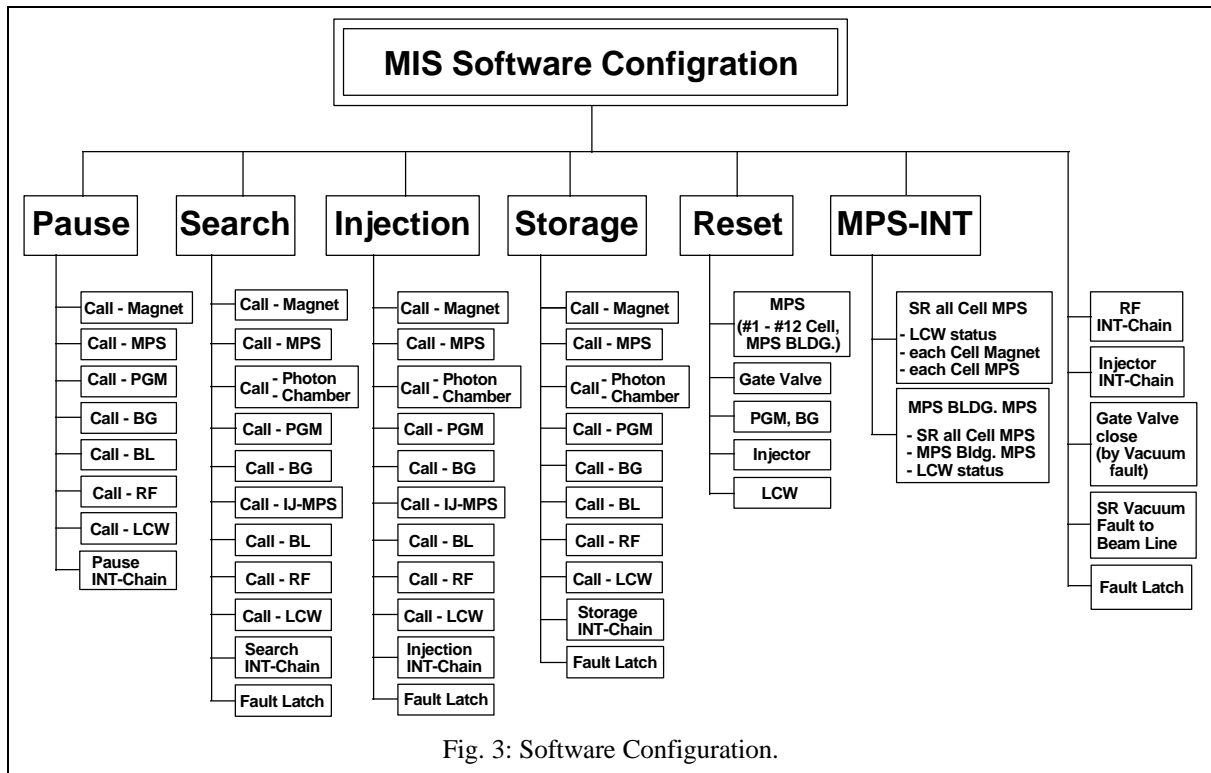 MIS Software Configration
Pause
Search
Injection
Storage
Reset
MPS-INT
Call - Magnet
Call - MPS
Call - PGM
Call - BG
Call - BL
Call - RF
Call - LCW
Pause
INT-Chain
Call - Magnet
Call - MPS
Call - Photon
- Chamber
Call - PGM
Call - BG
Call - IJ-MPS
Call - BL
Call - RF
Call - LCW
Search
INT-Chain
Fault Latch
Call - Magnet
Call - MPS
Call - Photon
- Chamber
Call - PGM
Call - BG
Call - IJ-MPS
Call - BL
Call - RF
Call - LCW
Injection
INT-Chain
Fault Latch
Call - Magnet
Call - MPS
Call - Photon
- Chamber
Call - PGM
Call - BG
Call - BL
Call - RF
Call - LCW
Storage
INT-Chain
Fault Latch
MPS
(#1 - #12 Cell,
MPS BLDG.)
Gate Valve
PGM, BG
Injector
LCW
SR all Cell MPS
- LCW status
- each Cell Magnet
- each Cell MPS
MPS BLDG. MPS
- SR all Cell MPS
- MPS Bldg. MPS
- LCW status
RF
INT-Chain
Injector
INT-Chain
Gate Valve
close
(by Vacuum
fault)
SR Vacuum
Fault to
Beam Line
Fault Latch
Fig. 3: Software Configuration.